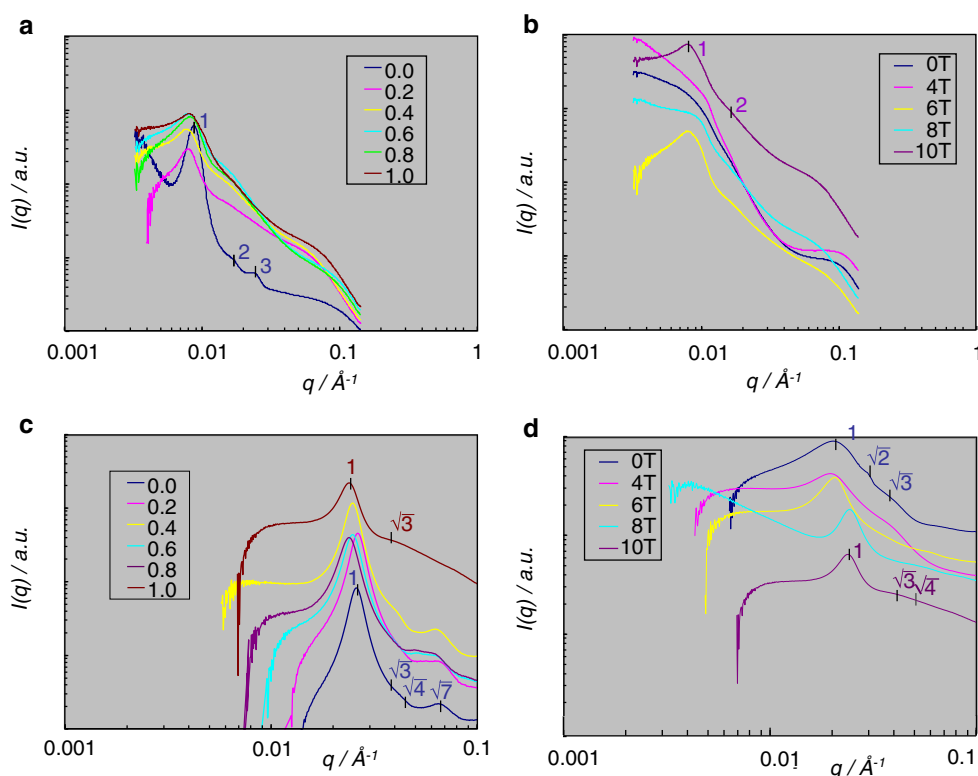 a
I(q) / a.u.
0.0
0.2
0.4
0.6
0.8
1.0
1
2
3
0.001
0.01
0.1
1
q / Å⁻¹
b
I(q) / a.u.
0T
4T
6T
8T
10T
1
2
0.001
0.01
0.1
1
q / Å⁻¹
c
I(q) / a.u.
0.0
0.2
0.4
0.6
0.8
1.0
1
√3
1
√3
√4
√7
0.001
0.01
0.1
q / Å⁻¹
d
I(q) / a.u.
0T
4T
6T
8T
10T
1
√2
√3
1
√3
√4
0.001
0.01
0.1
q / Å⁻¹